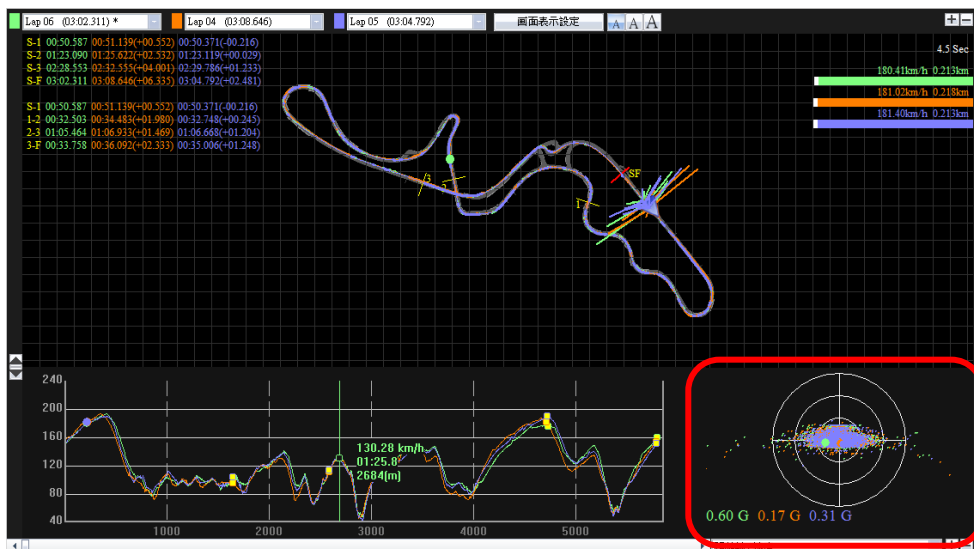 Lap 06 (03:02.311) * Lap 04 (03:08.646) Lap 05 (03:04.792) 画面表示設定 A A A
4.5 Sec
S-1 00:50.587 00:51.139(+00.552) 00:50.371(-00.216)
S-2 01:23.090 01:25.622(+02.532) 01:23.119(+00.029)
S-3 02:28.553 02:32.555(+04.001) 02:29.786(+01.233)
S-F 03:02.311 03:08.646(+06.335) 03:04.792(+02.481)
S-1 00:50.587 00:51.139(+00.552) 00:50.371(-00.216)
1-2 00:32.503 00:34.483(+01.980) 00:32.748(+00.245)
2-3 01:05.464 01:06.933(+01.469) 01:06.668(+01.204)
3-F 00:33.758 00:36.092(+02.333) 00:35.006(+01.248)
180.41km/h 0.213km
181.02km/h 0.218km
181.40km/h 0.213km
SF
3
2
1
240
200
160
120
80
40
130.28 km/h
01:25.8
2684(m)
1000 2000 3000 4000 5000
0.60 G 0.17 G 0.31 G